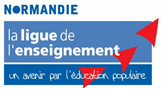 NORMANDIE
la ligue de
l'enseignement
un avenir par l'éducation populaire